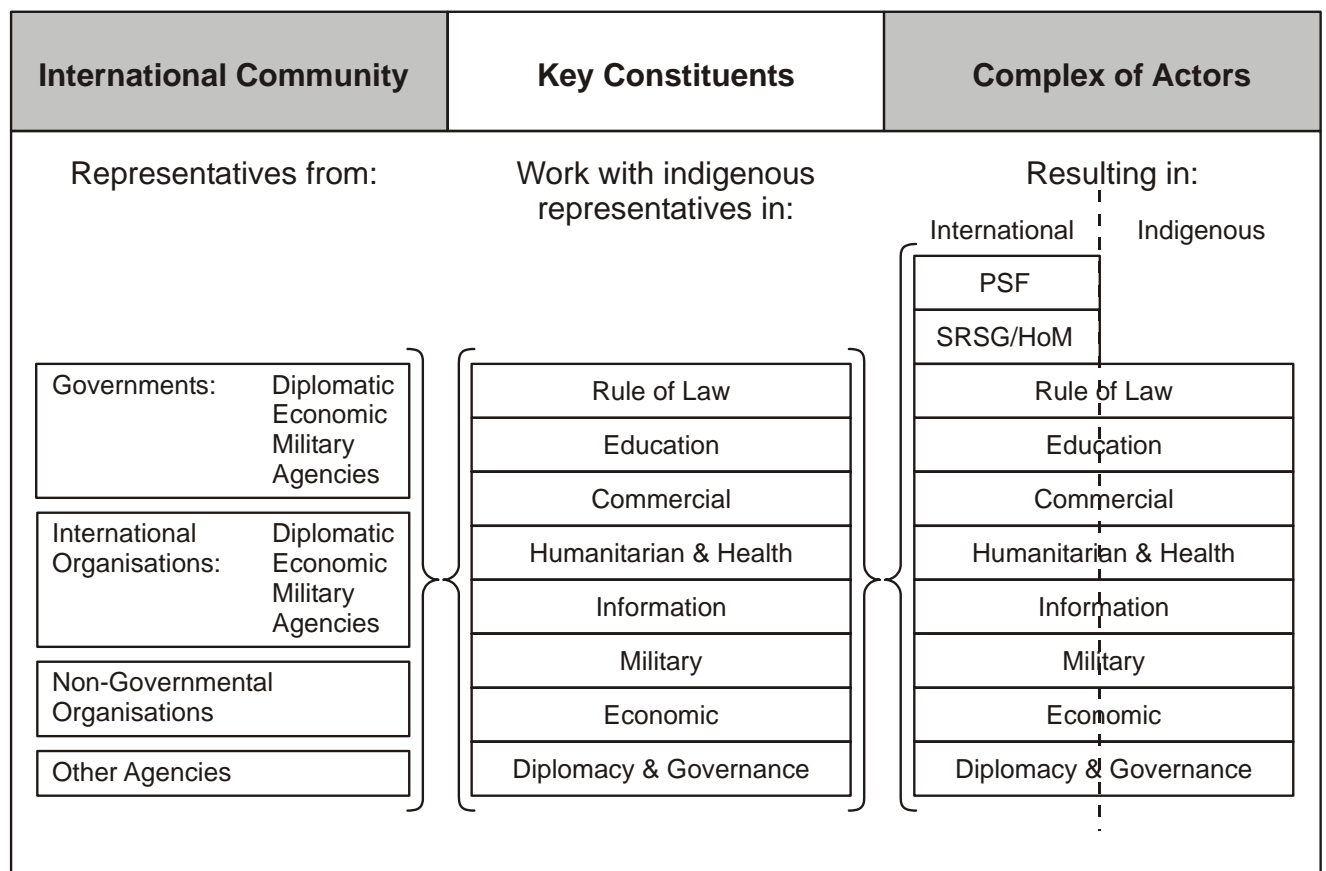 International Community
Key Constituents
Complex of Actors
Representatives from:
Work with indigenous
representatives in:
Resulting in:
International
Indigenous
PSF
SRSG/HoM
Governments: Diplomatic
Economic
Military
Agencies
International Diplomatic
Organisations: Economic
Military
Agencies
Non-Governmental
Organisations
Other Agencies
Rule of Law
Education
Commercial
Humanitarian & Health
Information
Military
Economic
Diplomacy & Governance
Rule of Law
Education
Commercial
Humanitarian & Health
Information
Military
Economic
Diplomacy & Governance